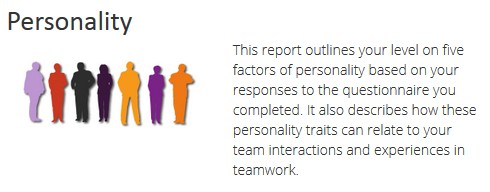 Personality
This report outlines your level on five
factors of personality based on your
responses to the questionnaire you
completed. It also describes how these
personality traits can relate to your
team interactions and experiences in
teamwork.